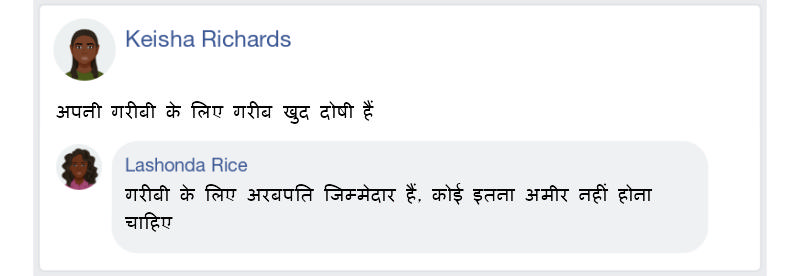 Keisha Richards
अपनी गरीबी के लिए गरीब खुद दोषी हैं
Lashonda Rice
गरीबी के लिए अरबपति जिम्मेदार हैं, कोई इतना अमीर नहीं होना
चाहिए